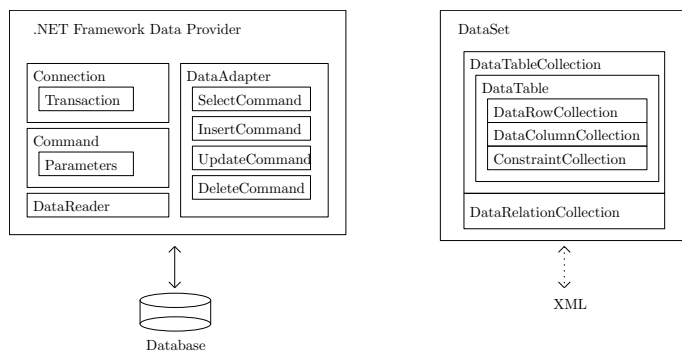 .NET Framework Data Provider
Connection
Transaction
Command
Parameters
DataReader
DataAdapter
SelectCommand
InsertCommand
UpdateCommand
DeleteCommand
Database
DataSet
DataTableCollection
DataTable
DataRowCollection
DataColumnCollection
ConstraintCollection
DataRelationCollection
XML